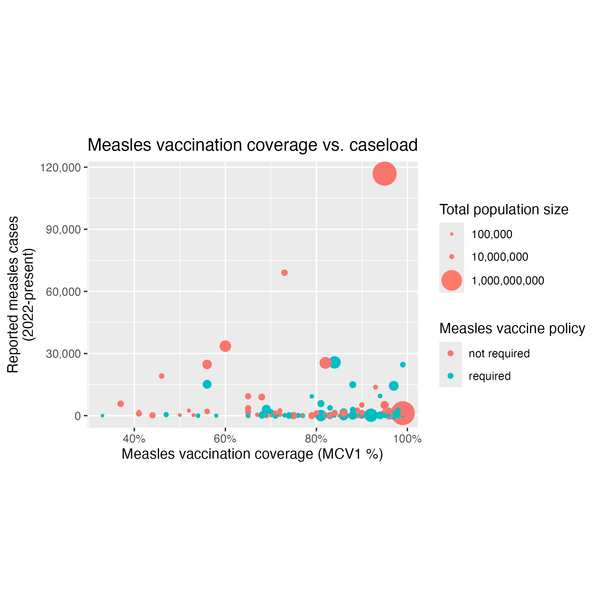 Measles vaccination coverage vs. caseload
120,000
90,000
60,000
30,000
0
Reported measles cases
(2022-present)
40%
60%
80%
100%
Measles vaccination coverage (MCV1 %)
Total population size
100,000
10,000,000
1,000,000,000
Measles vaccine policy
not required
required